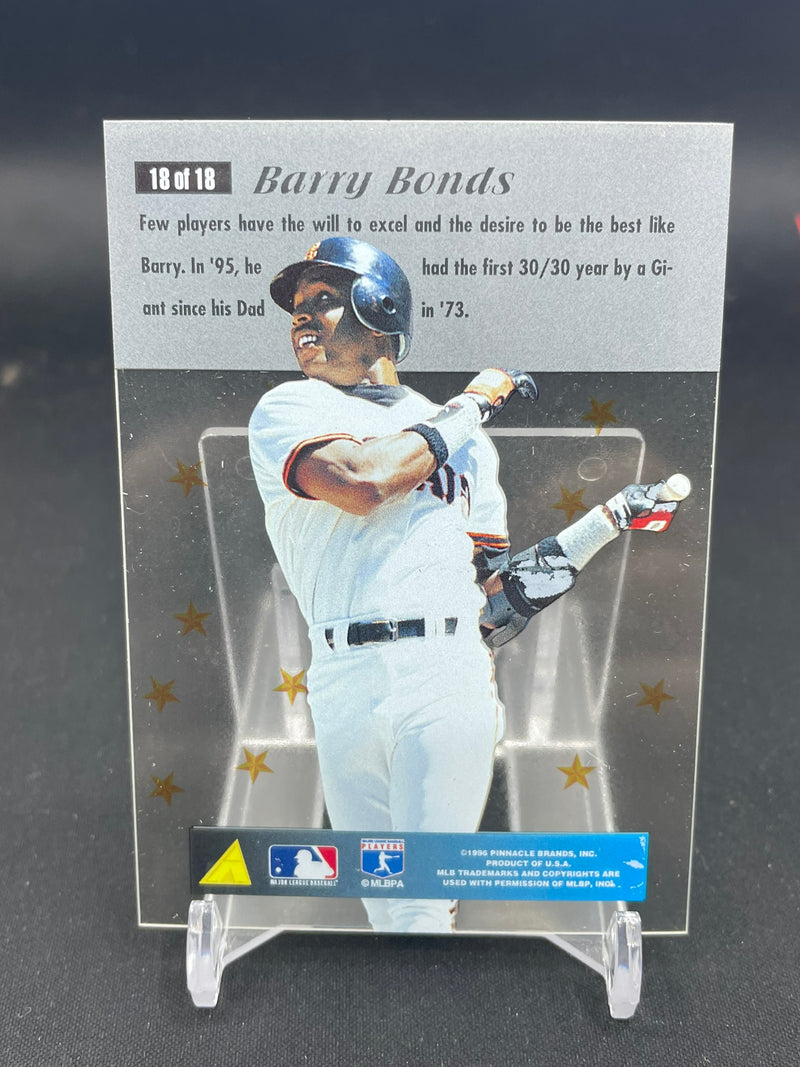 18 of 18 Barry Bonds
Few players have the will to excel and the desire to be the best like
Barry. In '95, he had the first 30/30 year by a Gi-
ant since his Dad in '73.
MAJOR LEAGUE BASEBALL
PLAYERS
©MLBPA
©1996 PINNACLE BRANDS, INC.
PRODUCT OF U.S.A.
MLB TRADEMARKS AND COPYRIGHTS ARE
USED WITH PERMISSION OF MLBP, INC.